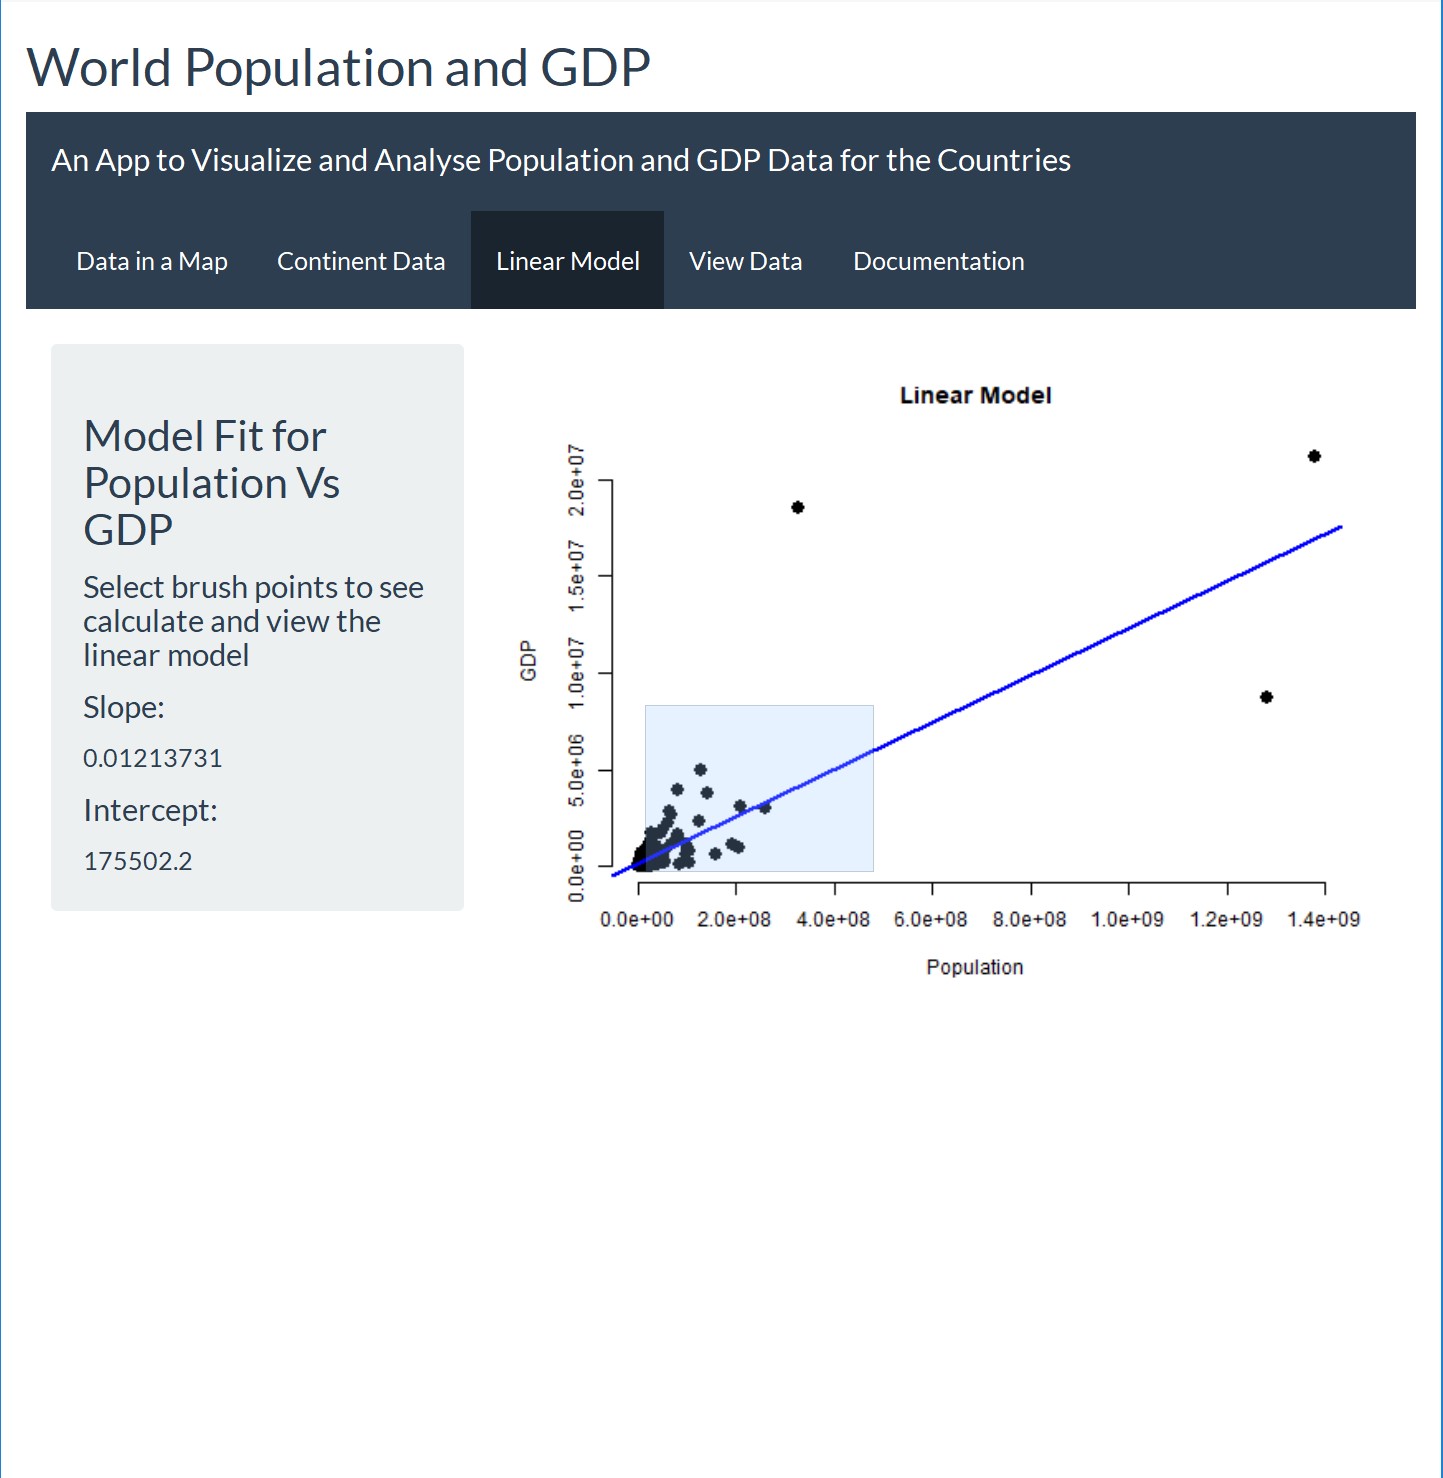 World Population and GDP
An App to Visualize and Analyse Population and GDP Data for the Countries
Data in a Map
Continent Data
Linear Model
View Data
Documentation
Model Fit for
Population Vs
GDP
Select brush points to see
calculate and view the
linear model
Slope:
0.01213731
Intercept:
175502.2
Linear Model
2.0e+07
1.5e+07
1.0e+07
5.0e+06
0.0e+00
GDP
0.0e+00 2.0e+08 4.0e+08 6.0e+08 8.0e+08 1.0e+09 1.2e+09 1.4e+09
Population